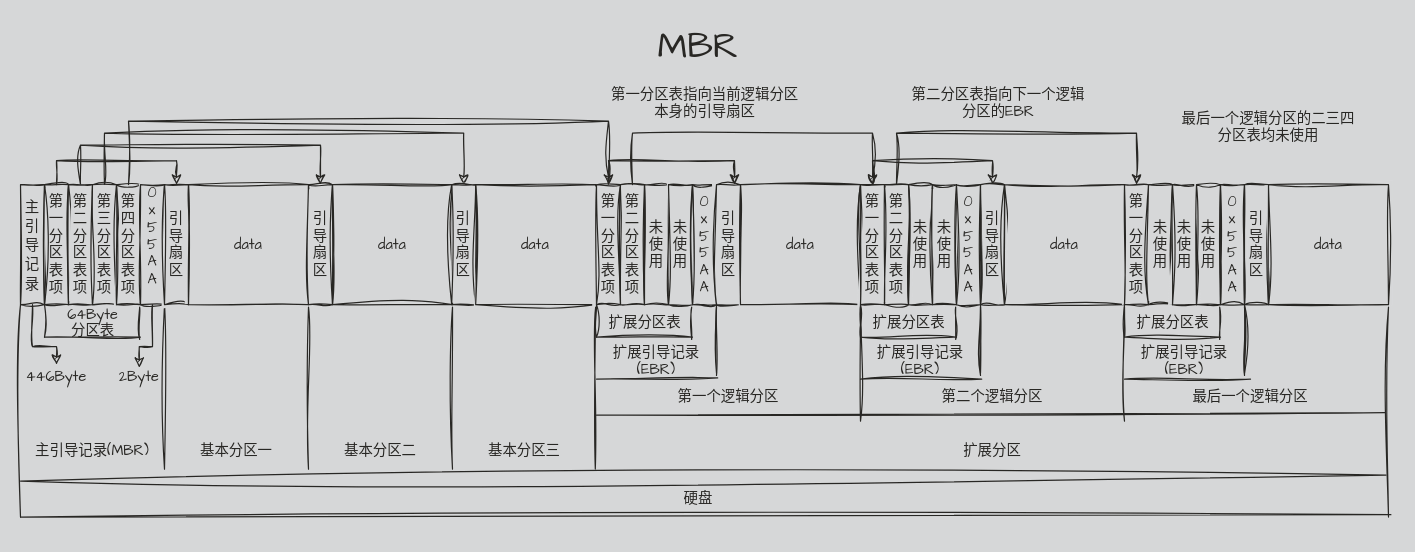 MBR
第一分区表指向当前逻辑分区
本身的引导扇区
第二分区表指向下一个逻辑
分区的EBR
最后一个逻辑分区的二三四
分区表均未使用
主引导记录
第一分区表项
第二分区表项
第三分区表项
第四分区表项
0x55AA
引导扇区
data
引导扇区
data
引导扇区
data
第一分区表项
第二分区表项
未使用
未使用
0x55AA
引导扇区
data
第一分区表项
第二分区表项
未使用
未使用
0x55AA
引导扇区
data
第一分区表项
未使用
未使用
未使用
0x55AA
引导扇区
data
64Byte
分区表
446Byte
2Byte
扩展分区表
扩展引导记录
(EBR)
扩展分区表
扩展引导记录
(EBR)
扩展分区表
扩展引导记录
(EBR)
第一个逻辑分区
第二个逻辑分区
最后一个逻辑分区
主引导记录(MBR)
基本分区一
基本分区二
基本分区三
扩展分区
硬盘